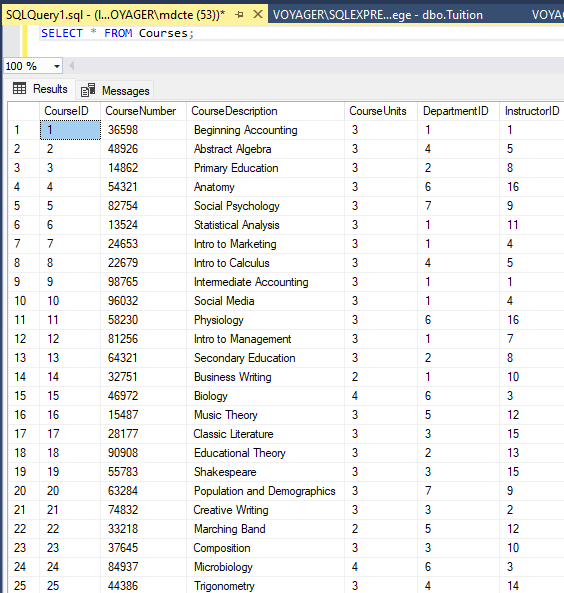 SQLQuery1.sql - (l...OYAGER\mdcte (53))* VOYAGER\SQLEXPRE...ege - dbo.Tuition VOYAG
SELECT * FROM Courses;
100 %
Results Messages
CourseID CourseNumber CourseDescription CourseUnits DepartmentID InstructorID
1 1 36598 Beginning Accounting 3 1 1
2 2 48926 Abstract Algebra 3 4 5
3 3 14862 Primary Education 3 2 8
4 4 54321 Anatomy 3 6 16
5 5 82754 Social Psychology 3 7 9
6 6 13524 Statistical Analysis 3 1 11
7 7 24653 Intro to Marketing 3 1 4
8 8 22679 Intro to Calculus 3 4 5
9 9 98765 Intermediate Accounting 3 1 1
10 10 96032 Social Media 3 1 4
11 11 58230 Physiology 3 6 16
12 12 81256 Intro to Management 3 1 7
13 13 64321 Secondary Education 3 2 8
14 14 32751 Business Writing 2 1 10
15 15 46972 Biology 4 6 3
16 16 15487 Music Theory 3 5 12
17 17 28177 Classic Literature 3 3 15
18 18 90908 Educational Theory 3 2 13
19 19 55783 Shakespeare 3 3 15
20 20 63284 Population and Demographics 3 7 9
21 21 74832 Creative Writing 3 3 2
22 22 33218 Marching Band 2 5 12
23 23 37645 Composition 3 3 10
24 24 84937 Microbiology 4 6 3
25 25 44386 Trigonometry 3 4 14